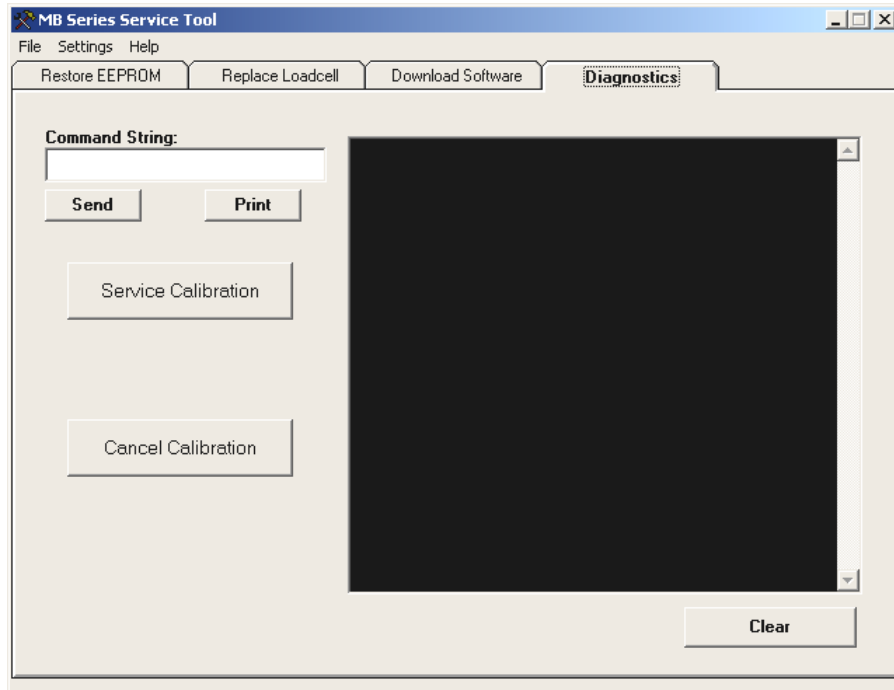 MB Series Service Tool
File Settings Help
Restore EEPROM Replace Loadcell Download Software Diagnostics
Command String:
Send Print
Service Calibration
Cancel Calibration
Clear